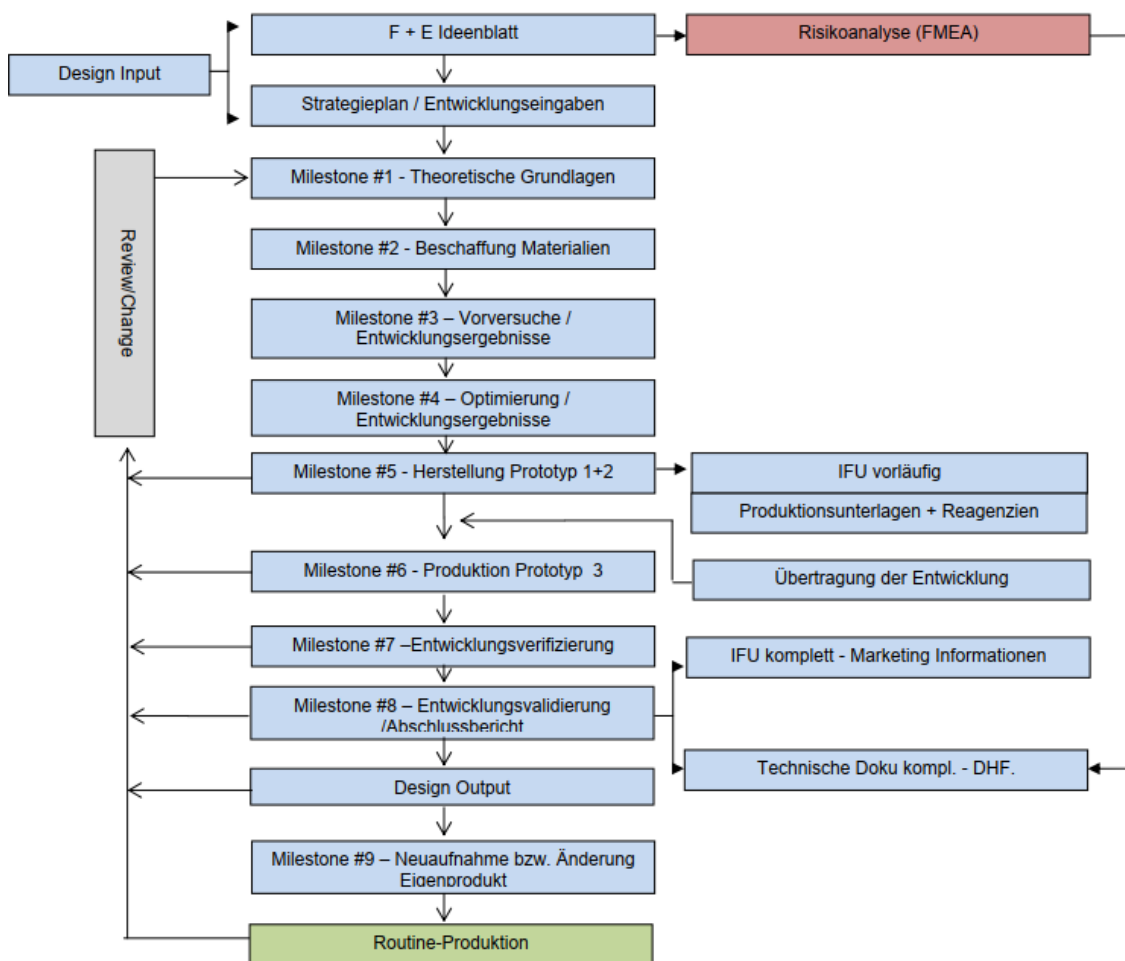 F + E Ideenblatt
Risikoanalyse (FMEA)
Design Input
Strategieplan / Entwicklungseingaben
Milestone #1 - Theoretische Grundlagen
Review/Change
Milestone #2 - Beschaffung Materialien
Milestone #3 – Vorversuche /
Entwicklungsergebnisse
Milestone #4 – Optimierung /
Entwicklungsergebnisse
Milestone #5 - Herstellung Prototyp 1+2
IFU vorläufig
Produktionsunterlagen + Reagenzien
Milestone #6 - Produktion Prototyp 3
Übertragung der Entwicklung
Milestone #7 –Entwicklungsverifizierung
IFU komplett - Marketing Informationen
Milestone #8 – Entwicklungsvalidierung
/Abschlussbericht
Technische Doku kompl. - DHF.
Design Output
Milestone #9 – Neuaufnahme bzw. Änderung
Eigenprodukt
Routine-Produktion